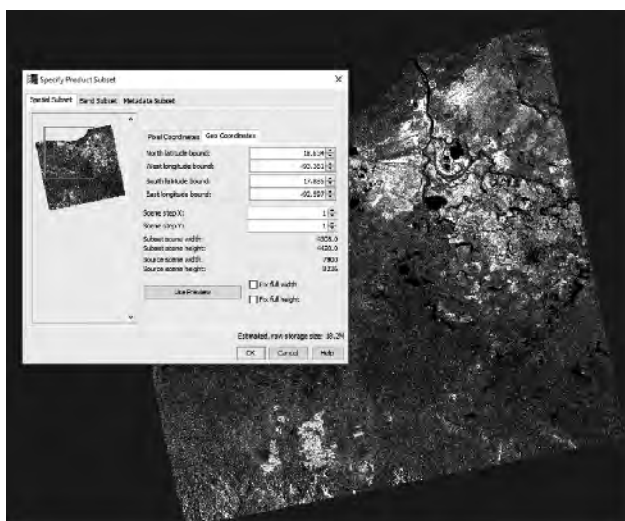 Specify Product Subset
Spatial Subset Band Subset Metadata Subset
Pixel Coordinates Geo Coordinates
North latitude bound:
West longitude bound:
South latitude bound:
East longitude bound:
Scene step X: 1
Scene step Y: 1
Subset scene width:
Subset scene height:
Source scene width:
Source scene height:
Use Preview
Fix full width
Fix full height
Estimated, raw storage size:
OK Cancel Help